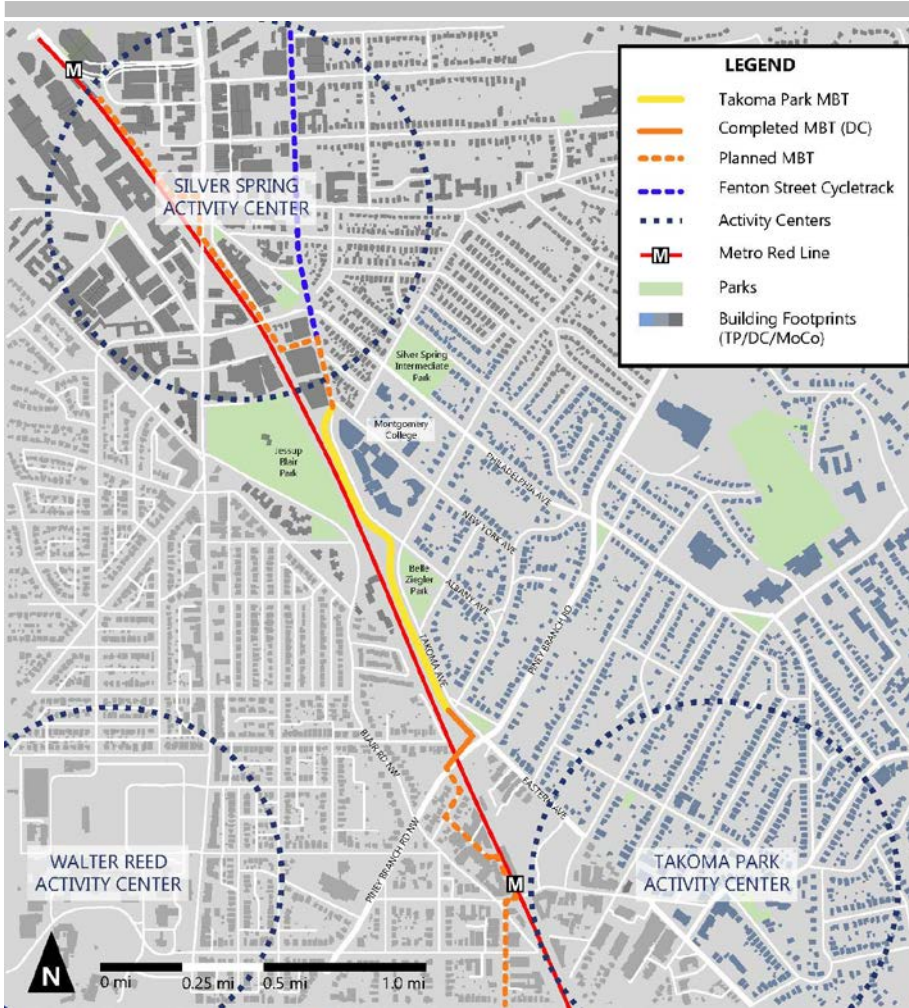 M
SILVER SPRING
ACTIVITY CENTER
LEGEND
Takoma Park MBT
Completed MBT (DC)
Planned MBT
Fenton Street Cycletrack
Activity Centers
M
Metro Red Line
Parks
Building Footprints
(TP/DC/MoCo)
Silver Spring
Intermediate
Park
Montgomery
College
Jessup
Blair
Park
PHILADELPHIA AVE
NEW YORK AVE
Belle
Ziegler
Park
ALBANY AVE
PINEY BRANCH RD
TAKOMA AVE
BLAIR RD NW
EASTERN AVE
PINEY BRANCH RD NW
WALTER REED
ACTIVITY CENTER
TAKOMA PARK
ACTIVITY CENTER
M
N
0 mi
0.25 mi
0.5 mi
1.0 mi